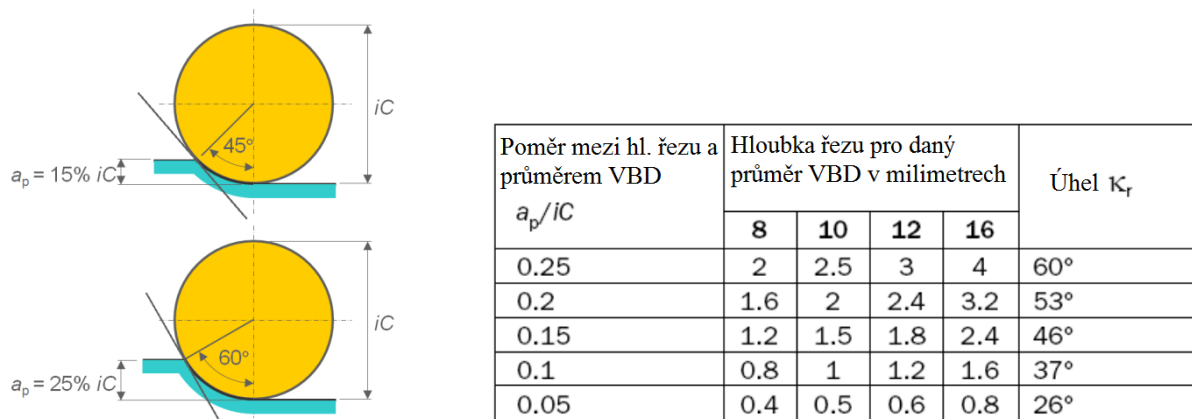 iC
45°
aₚ = 15% iC
iC
60°
aₚ = 25% iC
Poměr mezi hl. řezu a
průměrem VBD
aₚ/iC
Hloubka řezu pro daný
průměr VBD v milimetrech
Úhel κᵣ
8 10 12 16
0.25 2 2.5 3 4 60°
0.2 1.6 2 2.4 3.2 53°
0.15 1.2 1.5 1.8 2.4 46°
0.1 0.8 1 1.2 1.6 37°
0.05 0.4 0.5 0.6 0.8 26°